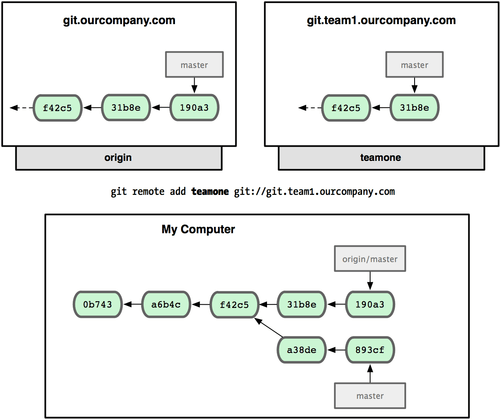 git.ourcompany.com
git.team1.ourcompany.com
master
master
f42c5 31b8e 190a3
f42c5 31b8e
origin
teamone
git remote add teamone git://git.team1.ourcompany.com
My Computer
origin/master
0b743 a6b4c f42c5 31b8e 190a3
a38de 893cf
master